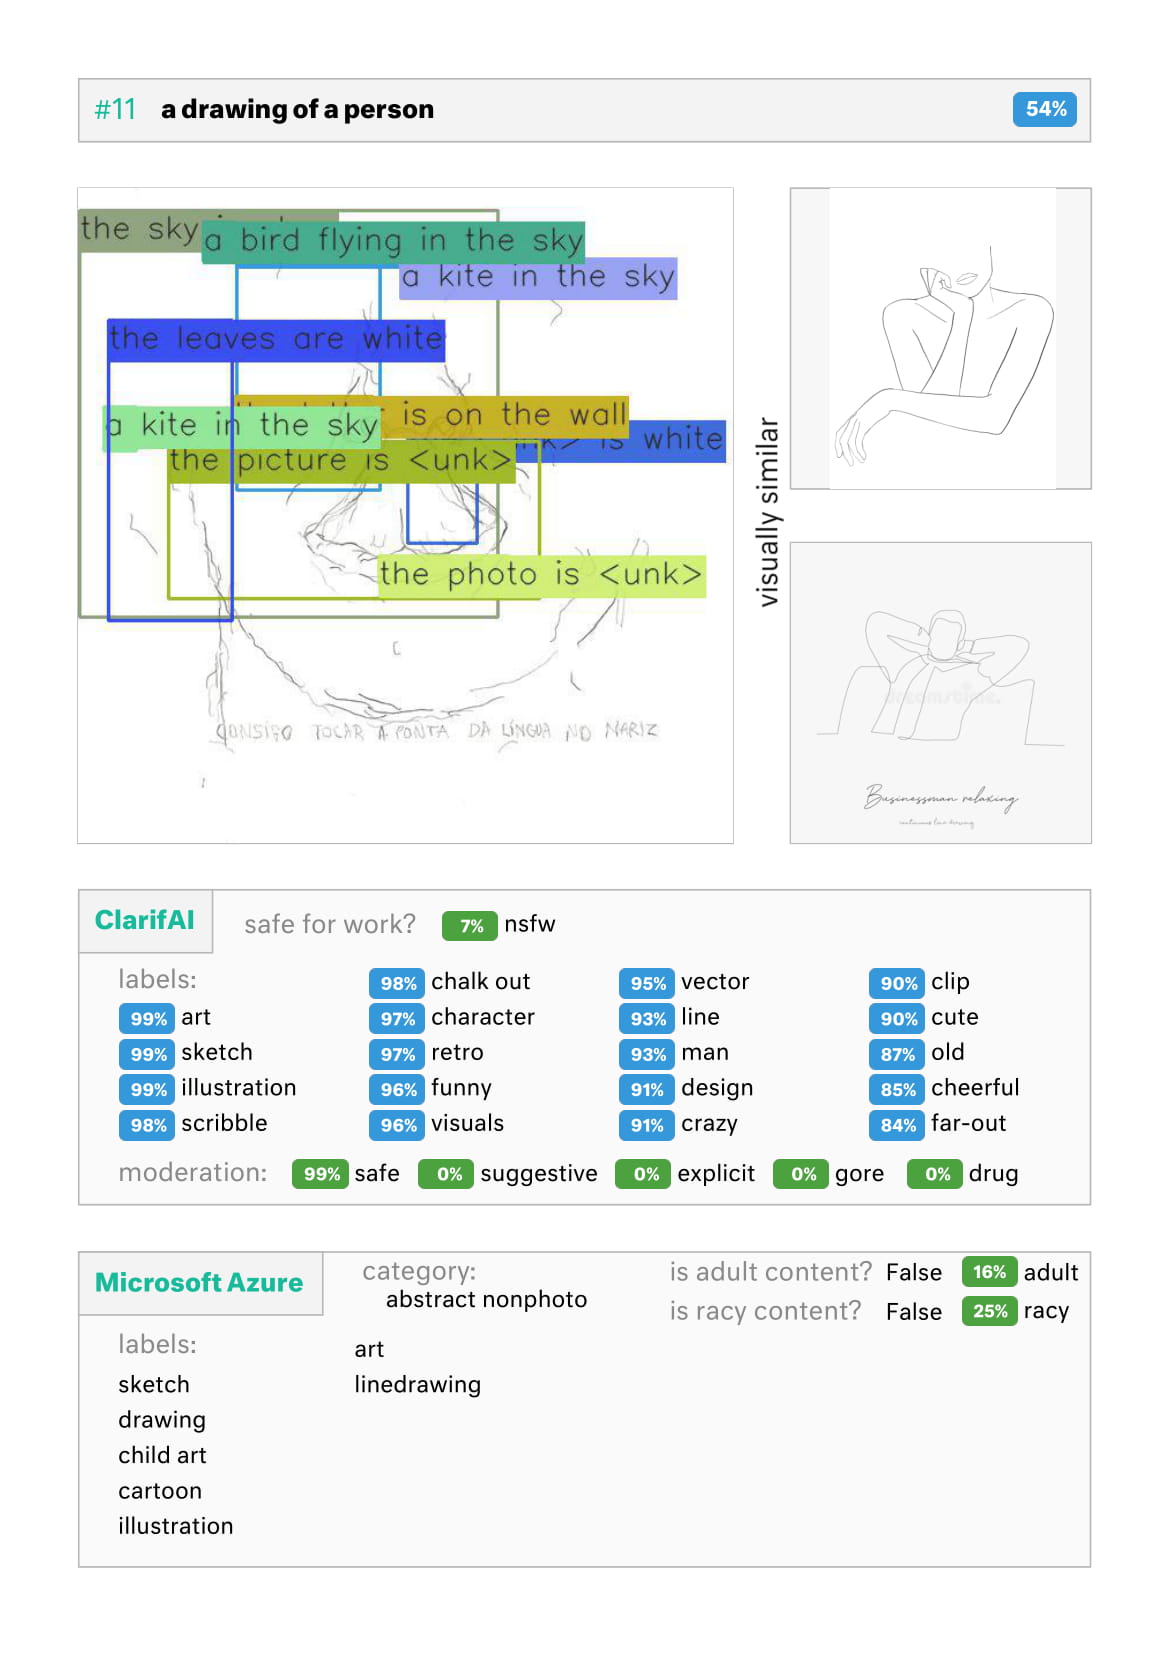 #11 a drawing of a person 54%
the sky
a bird flying in the sky
a kite in the sky
the leaves are white
is on the wall
a kite in the sky
is white
the picture is <unk>
the photo is <unk>
CONSIGO TOCAR A PONTA DA LÍNGUA NO NARIZ
visually similar
dreamstime.
Businessman relaxing
continuous line drawing
ClarifAI
safe for work? 7% nsfw
labels:
99% art
99% sketch
99% illustration
98% scribble
98% chalk out
97% character
97% retro
96% funny
96% visuals
95% vector
93% line
93% man
91% design
91% crazy
90% clip
90% cute
87% old
85% cheerful
84% far-out
moderation: 99% safe 0% suggestive 0% explicit 0% gore 0% drug
Microsoft Azure
category:
abstract nonphoto
is adult content? False 16% adult
is racy content? False 25% racy
labels:
sketch
drawing
child art
cartoon
illustration
art
linedrawing